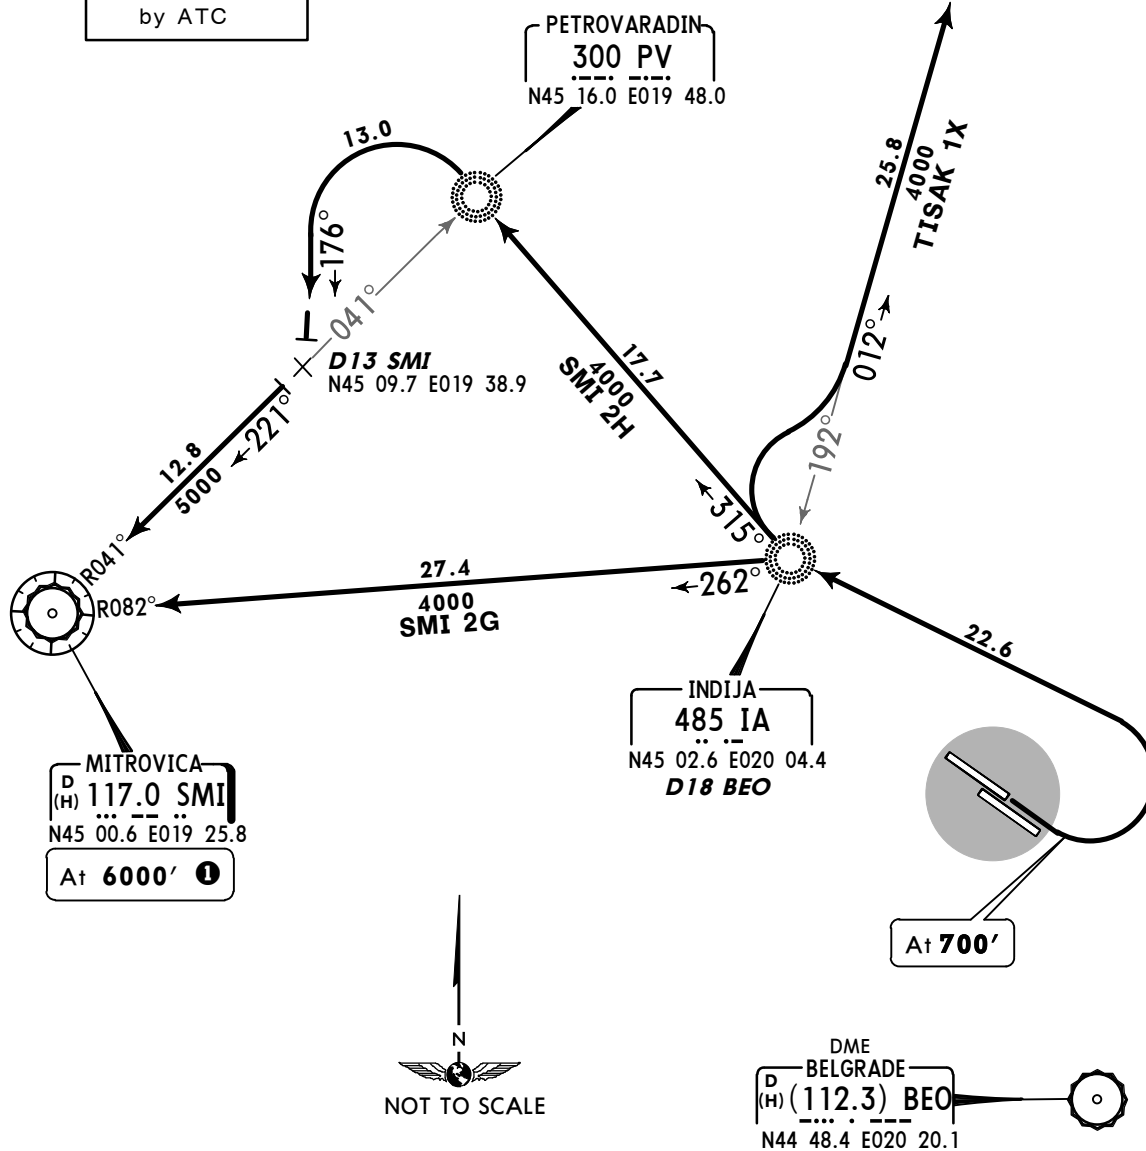 by ATC
PETROVARADIN
300 PV
N45 16.0 E019 48.0
13.0
176°
041°
D13 SMI
N45 09.7 E019 38.9
25.8
4000
TISAK 1X
012°
192°
17.7
4000
SMI 2H
315°
221°
12.8
5000
R041°
R082°
27.4
4000
SMI 2G
262°
22.6
INDIJA
485 IA
N45 02.6 E020 04.4
D18 BEO
MITROVICA
D
(H) 117.0 SMI
N45 00.6 E019 25.8
At 6000' 1
At 700'
N
NOT TO SCALE
DME
BELGRADE
D
(H) (112.3) BEO
N44 48.4 E020 20.1